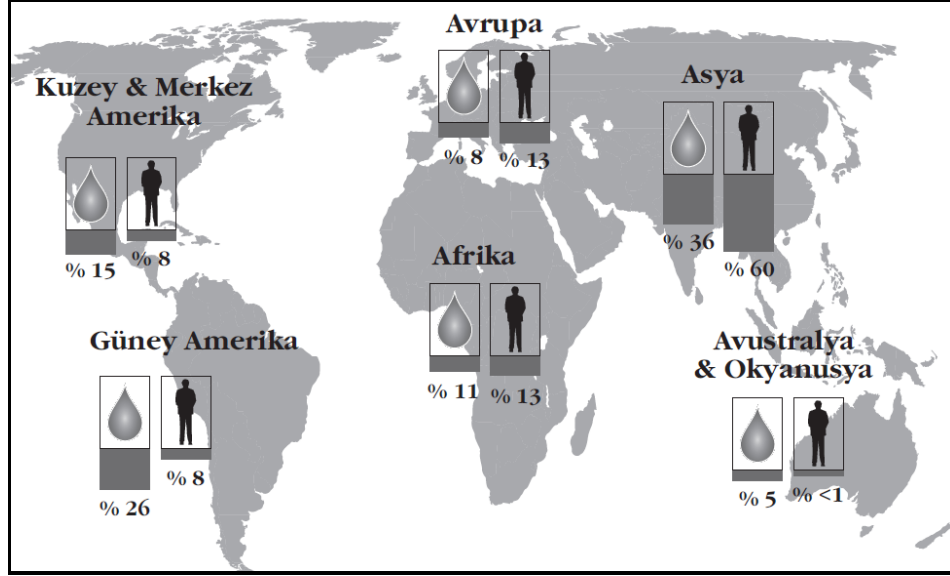 Avrupa
% 8 % 13
Asya
% 36 % 60
Kuzey & Merkez
Amerika
% 15 % 8
Afrika
% 11 % 13
Güney Amerika
% 26 % 8
Avustralya
& Okyanusya
% 5 % <1